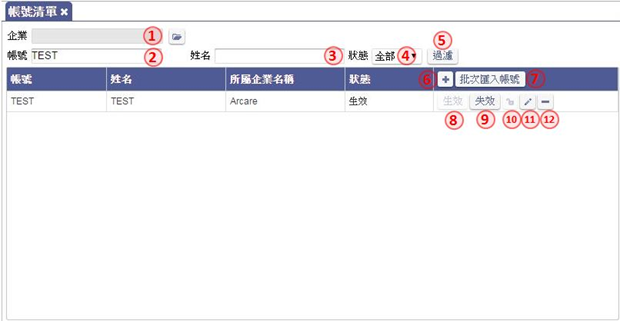 帳號清單 ✖
企業 ①
帳號 TEST ② 姓名 ③ 狀態 全部 ④ ▼ 過濾 ⑤
帳號 姓名 所屬企業名稱 狀態 ⑥ + 批次匯入帳號 ⑦
TEST TEST Arcare 生效 生效 失效
⑧ ⑨ ⑩ ⑪ ⑫